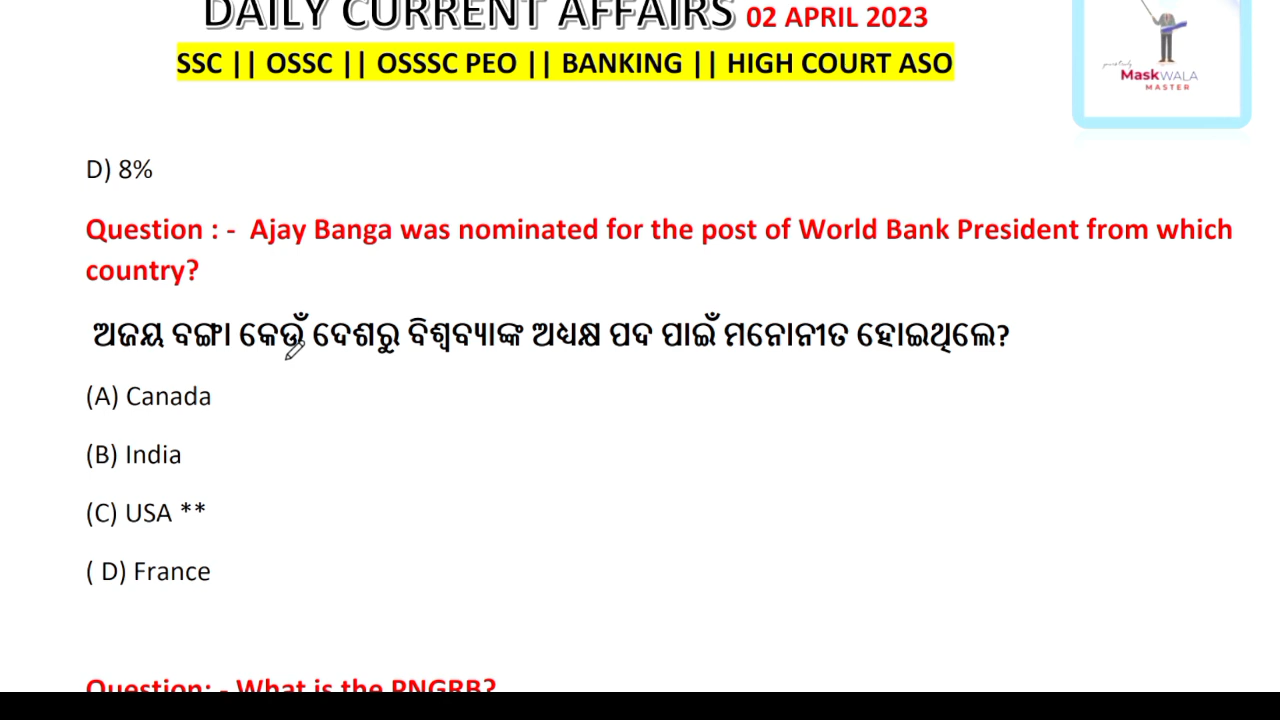 DAILY CURRENT AFFAIRS 02 APRIL 2023
SSC || OSSC || OSSSC PEO || BANKING || HIGH COURT ASO
MaskWALA
MASTER
D) 8%
Question : - Ajay Banga was nominated for the post of World Bank President from which
country?
ଅଜୟ ବଙ୍ଗା କେଉଁ ଦେଶରୁ ବିଶ୍ୱବ୍ୟାଙ୍କ ଅଧ୍ୟକ୍ଷ ପଦ ପାଇଁ ମନୋନୀତ ହୋଇଥିଲେ?
(A) Canada
(B) India
(C) USA **
( D) France
Question: - What is the PNGRB?